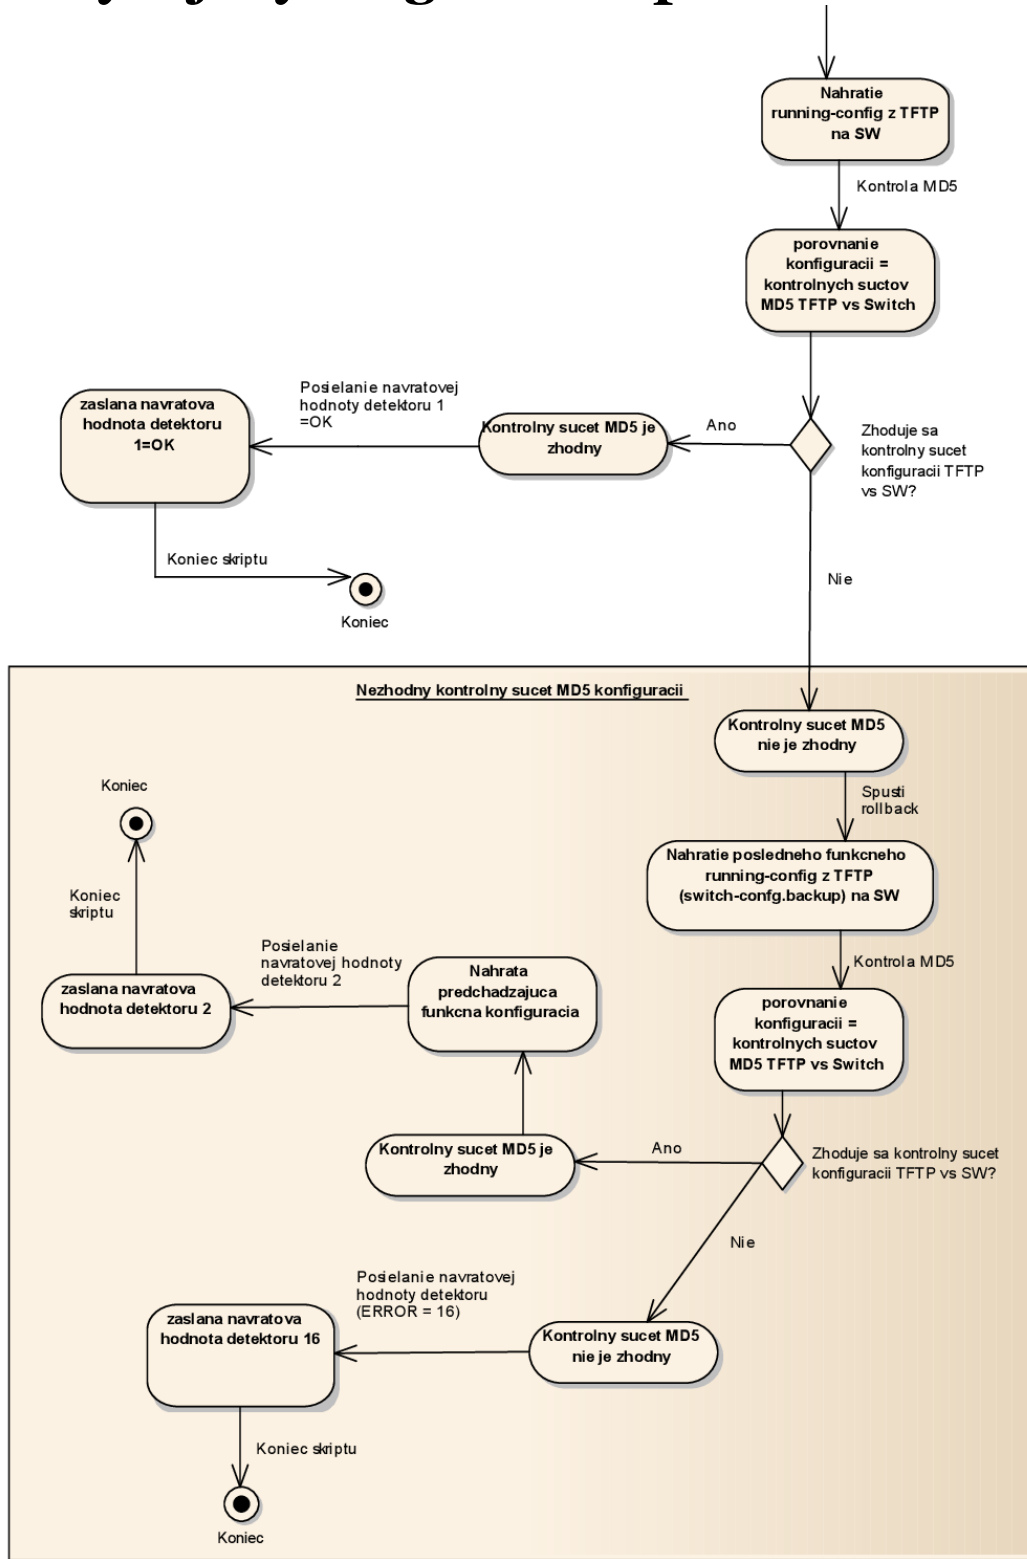 Nahratie
running-config z TFTP
na SW
Kontrola MD5
porovnanie
konfiguracii =
kontrolnych suctov
MD5 TFTP vs Switch
Zhoduje sa
kontrolny sucet
konfiguracii TFTP
vs SW?
Ano
Kontrolny sucet MD5 je
zhodny
Posielanie navratovej
hodnoty detektoru 1
=OK
zaslana navratova
hodnota detektoru
1=OK
Koniec skriptu
Koniec
Nie
Nezhodny kontrolny sucet MD5 konfiguracii
Kontrolny sucet MD5
nie je zhodny
Spusti
rollback
Nahratie posledneho funkcneho
running-config z TFTP
(switch-confg.backup) na SW
Kontrola MD5
porovnanie
konfiguracii =
kontrolnych suctov
MD5 TFTP vs Switch
Zhoduje sa kontrolny sucet
konfiguracii TFTP vs SW?
Ano
Kontrolny sucet MD5 je
zhodny
Nahrata
predchadzajuca
funkcna konfiguracia
Posielanie
navratovej hodnoty
detektoru 2
zaslana navratova
hodnota detektoru 2
Koniec
skriptu
Koniec
Nie
Kontrolny sucet MD5
nie je zhodny
Posielanie navratovej
hodnoty detektoru
(ERROR = 16)
zaslana navratova
hodnota detektoru 16
Koniec skriptu
Koniec